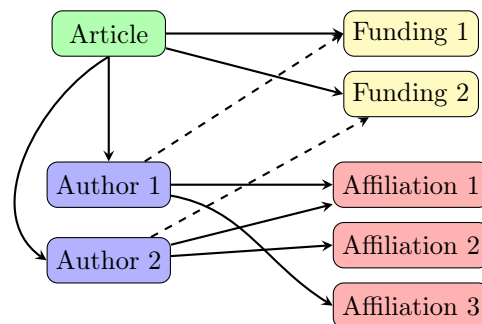 Article
Funding 1
Funding 2
Author 1
Affiliation 1
Author 2
Affiliation 2
Affiliation 3